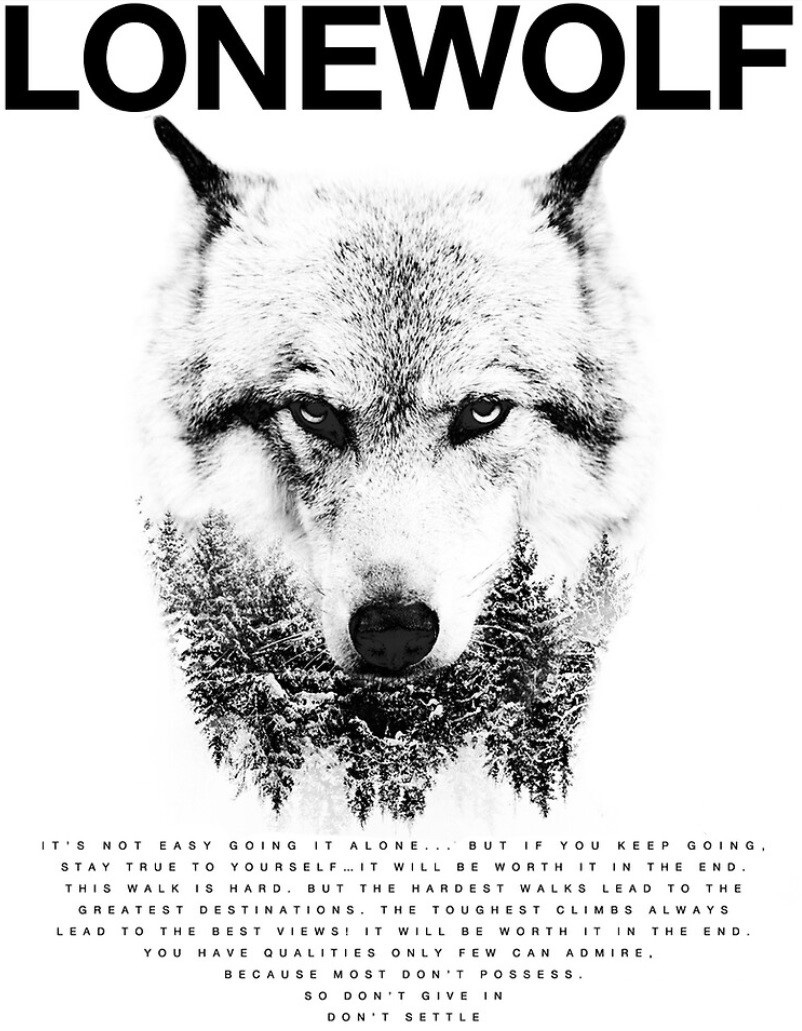 LONEWOLF
IT'S NOT EASY GOING IT ALONE... BUT IF YOU KEEP GOING,
STAY TRUE TO YOURSELF...IT WILL BE WORTH IT IN THE END.
THIS WALK IS HARD. BUT THE HARDEST WALKS LEAD TO THE
GREATEST DESTINATIONS. THE TOUGHEST CLIMBS ALWAYS
LEAD TO THE BEST VIEWS! IT WILL BE WORTH IT IN THE END.
YOU HAVE QUALITIES ONLY FEW CAN ADMIRE,
BECAUSE MOST DON'T POSSESS.
SO DON'T GIVE IN
DON'T SETTLE